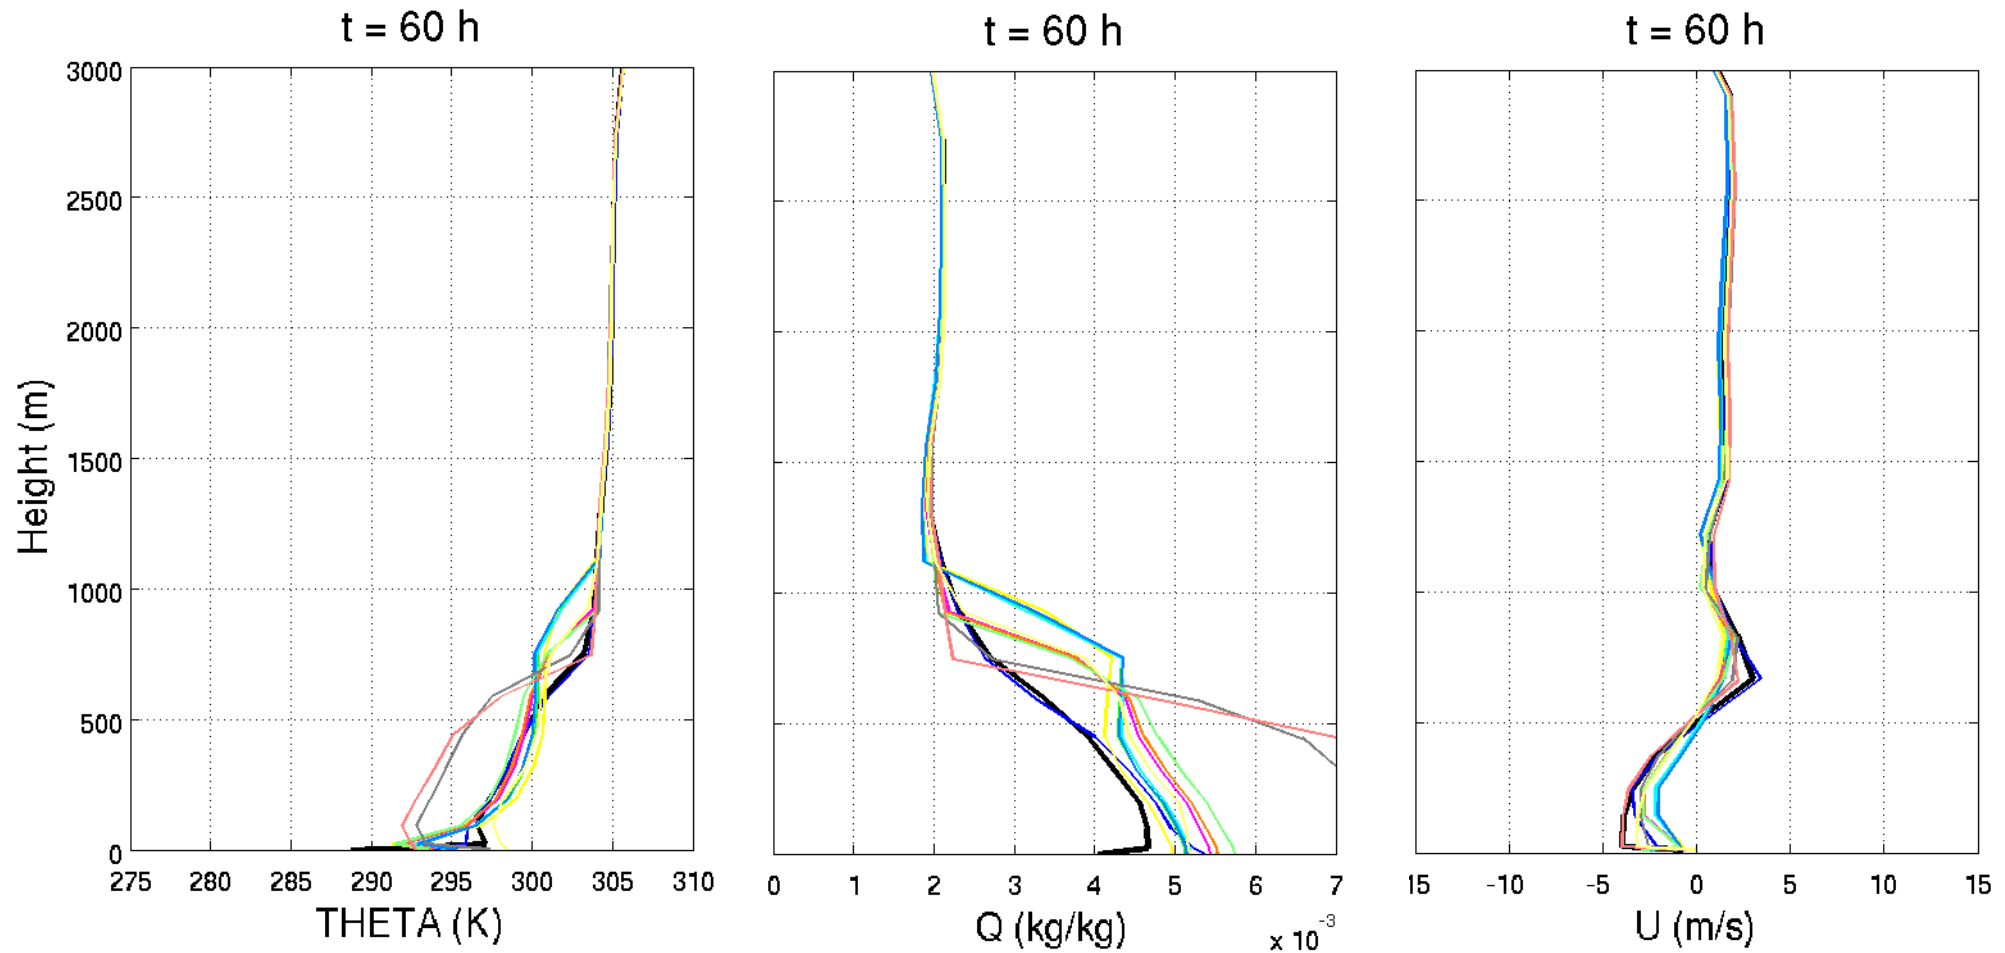 t = 60 h
t = 60 h
t = 60 h
3000
2500
2000
1500
1000
500
0
Height (m)
275 280 285 290 295 300 305 310
0 1 2 3 4 5 6 7
15 -10 -5 0 5 10 15
THETA (K)
Q (kg/kg)
x 10⁻³
U (m/s)